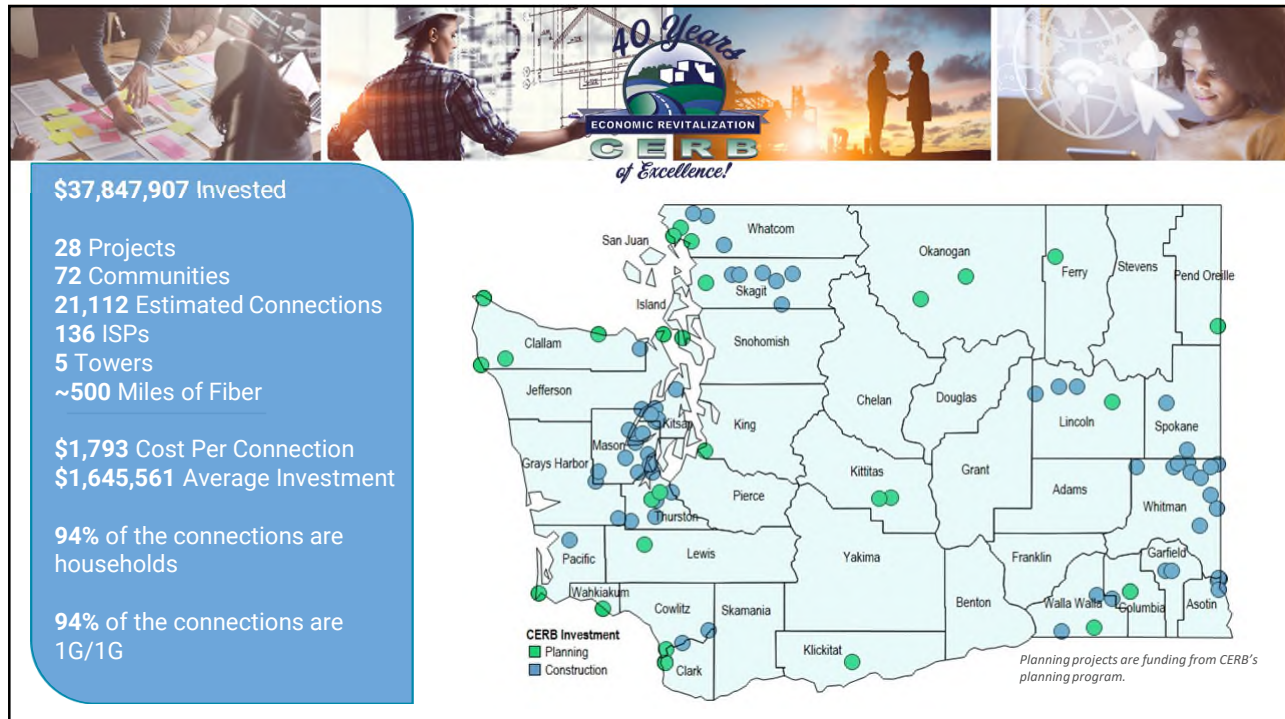 40 Years
ECONOMIC REVITALIZATION
CERB
of Excellence!
$37,847,907 Invested
28 Projects
72 Communities
21,112 Estimated Connections
136 ISPs
5 Towers
~500 Miles of Fiber
$1,793 Cost Per Connection
$1,645,561 Average Investment
94% of the connections are
households
94% of the connections are
1G/1G
San Juan
Whatcom
Okanogan
Ferry
Stevens
Pend Oreille
Skagit
Island
Clallam
Snohomish
Jefferson
Chelan
Douglas
Lincoln
Spokane
Kitsap
King
Mason
Grays Harbor
Kittitas
Grant
Adams
Whitman
Pierce
Thurston
Pacific
Lewis
Yakima
Franklin
Garfield
Wahkiakum
Cowlitz
Skamania
Benton
Walla Walla
Columbia
Asotin
CERB Investment
Planning
Construction
Clark
Klickitat
Planning projects are funding from CERB's
planning program.